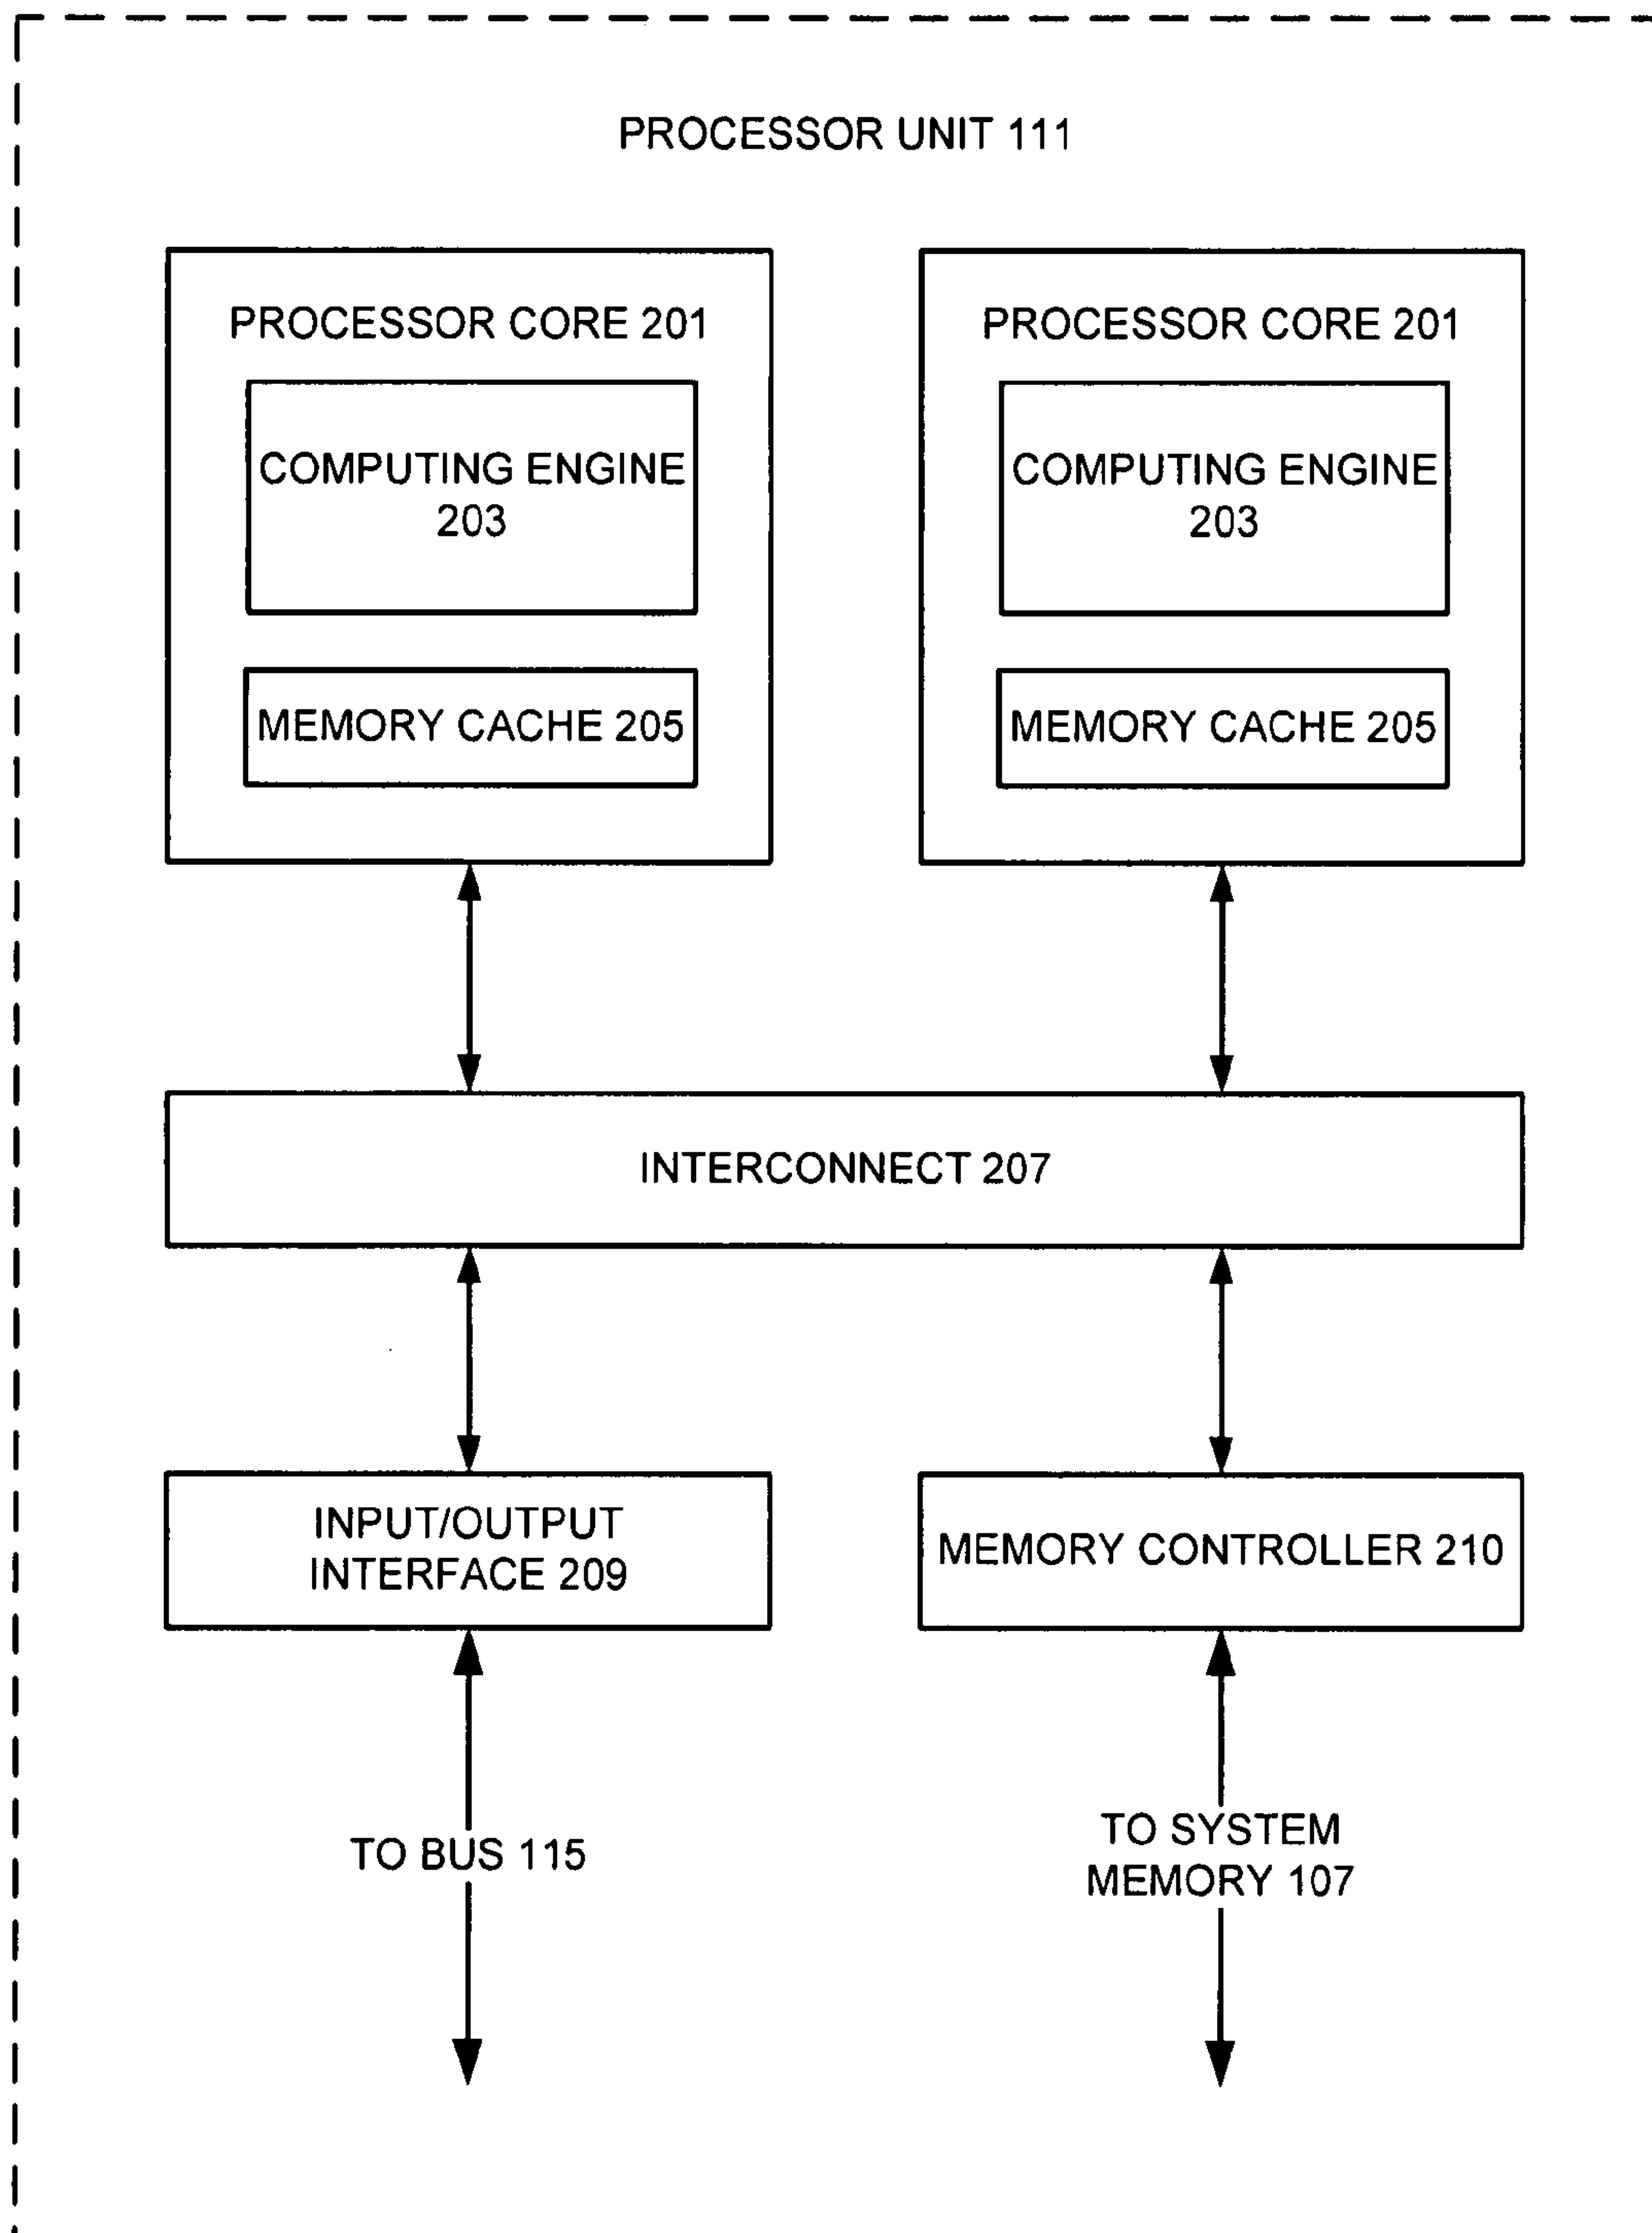 PROCESSOR UNIT 111
PROCESSOR CORE 201
COMPUTING ENGINE
203
MEMORY CACHE 205
PROCESSOR CORE 201
COMPUTING ENGINE
203
MEMORY CACHE 205
INTERCONNECT 207
INPUT/OUTPUT
INTERFACE 209
MEMORY CONTROLLER 210
TO BUS 115
TO SYSTEM
MEMORY 107